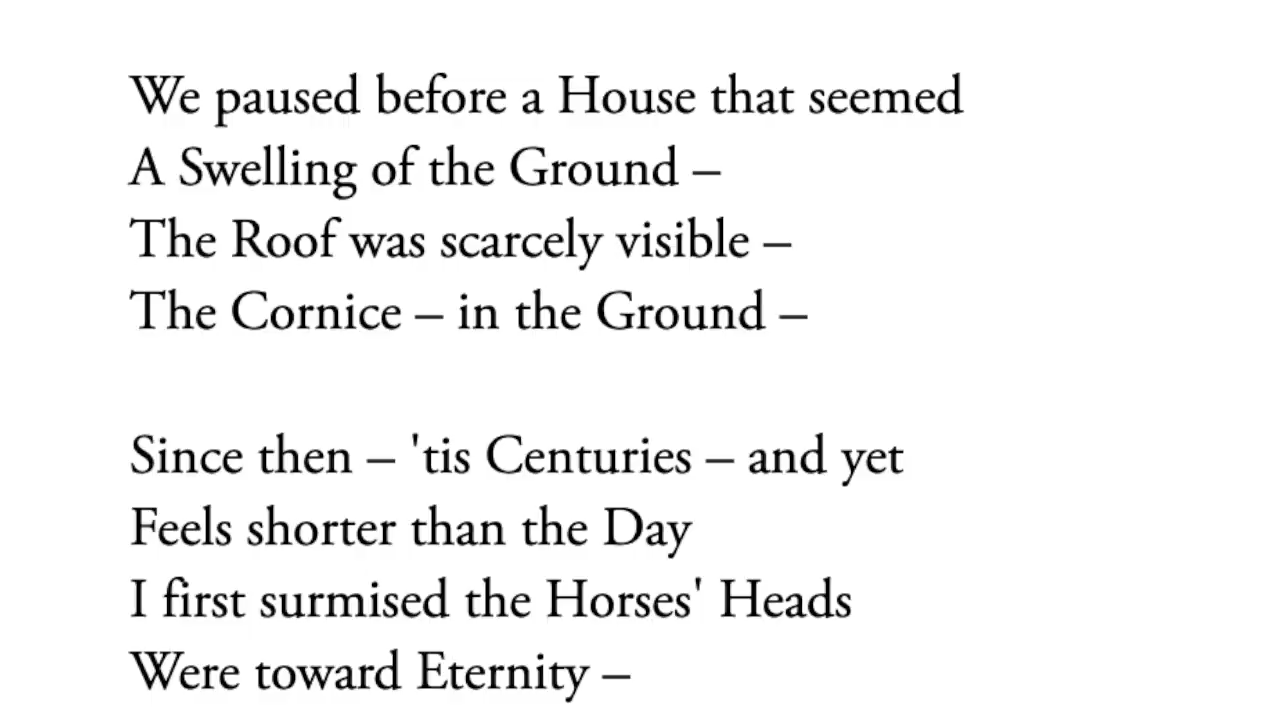 We paused before a House that seemed
A Swelling of the Ground –
The Roof was scarcely visible –
The Cornice – in the Ground –

Since then – 'tis Centuries – and yet
Feels shorter than the Day
I first surmised the Horses' Heads
Were toward Eternity –